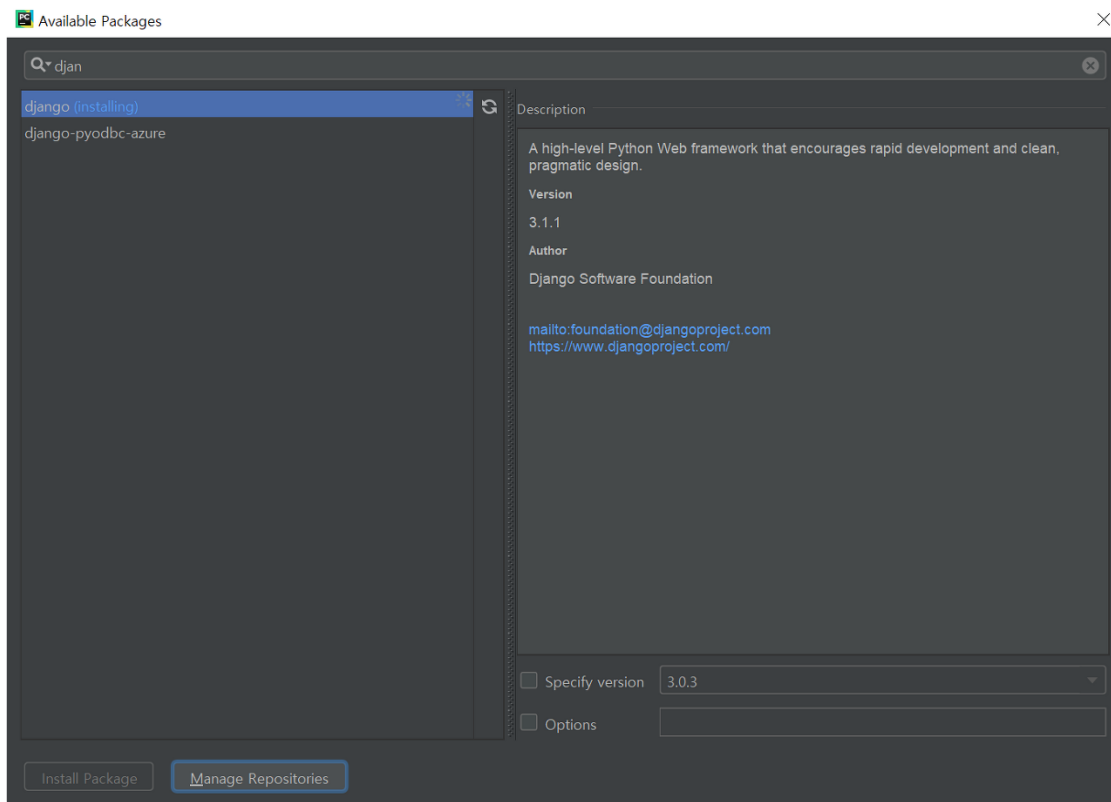 PC Available Packages
djan
django (installing)
django-pyodbc-azure
Description
A high-level Python Web framework that encourages rapid development and clean,
pragmatic design.
Version
3.1.1
Author
Django Software Foundation
mailto:foundation@djangoproject.com
https://www.djangoproject.com/
Specify version 3.0.3
Options
Install Package Manage Repositories